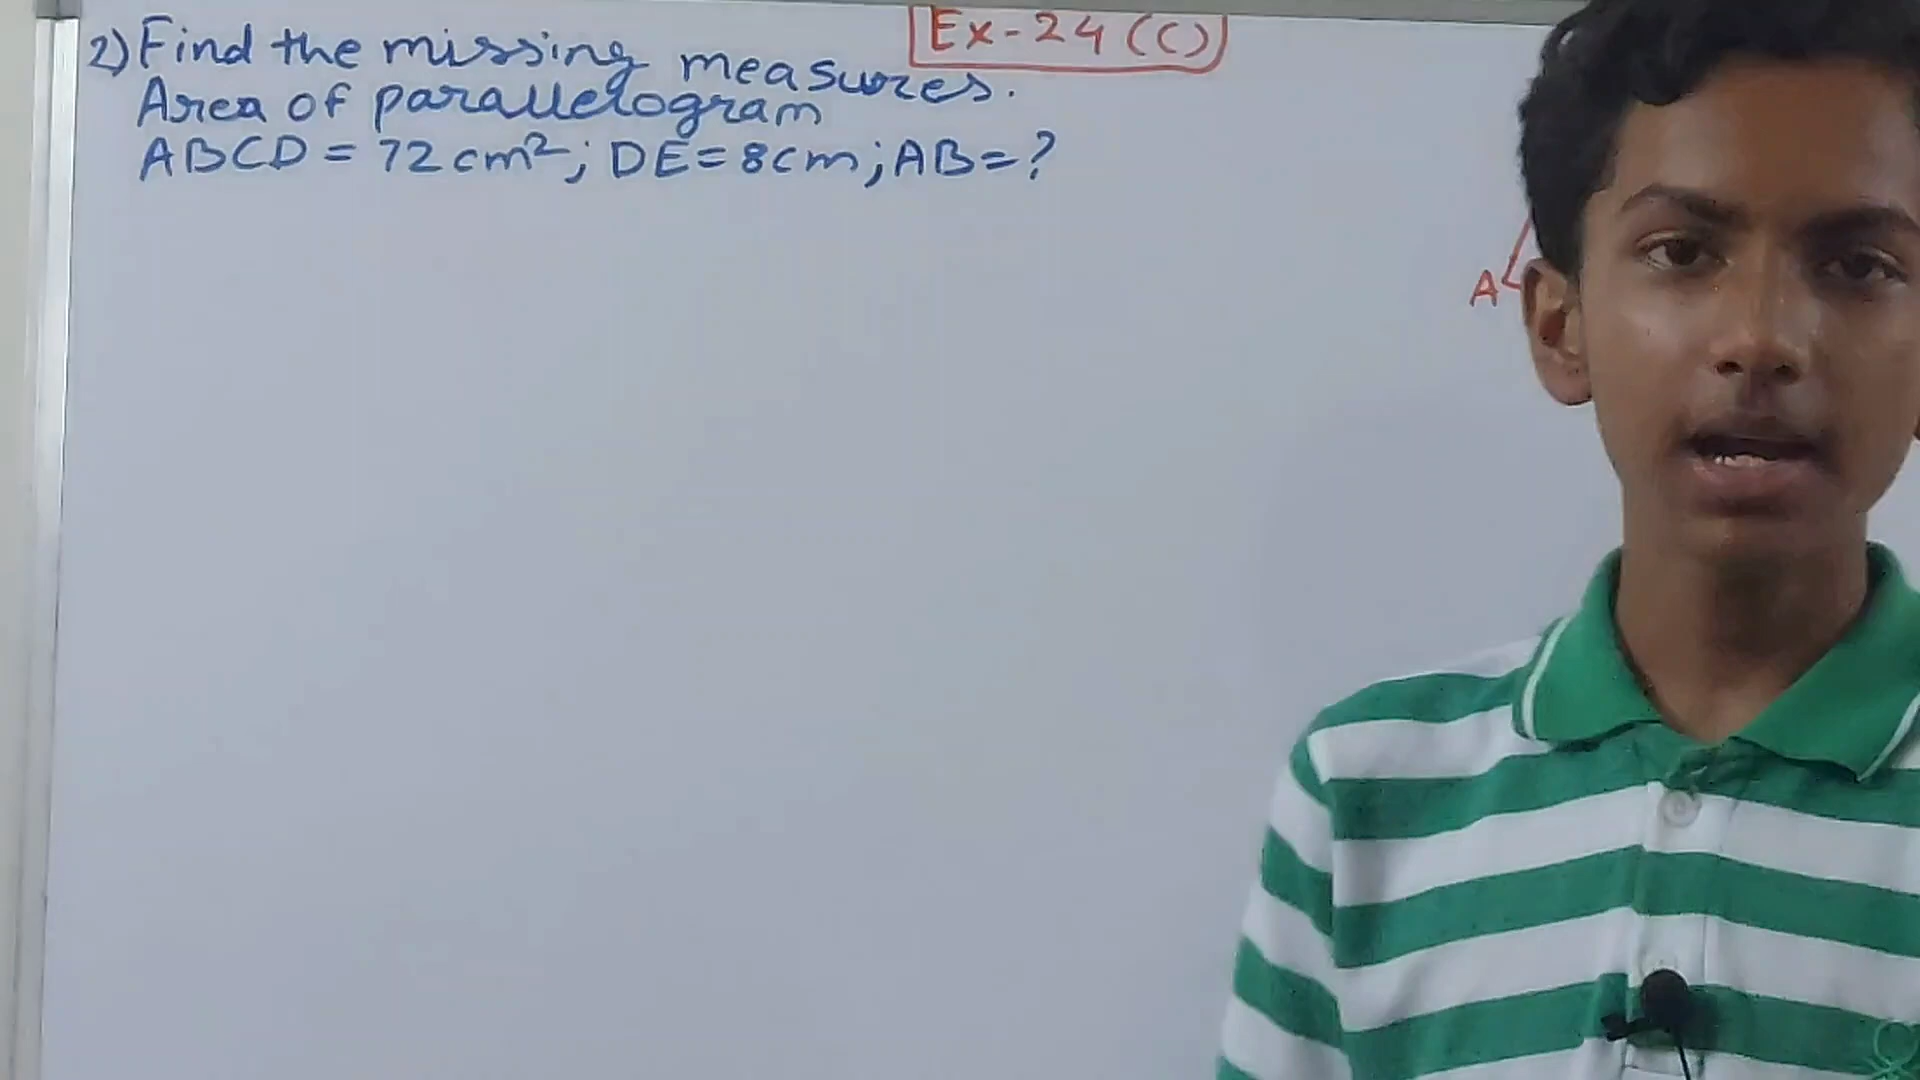 Ex-24 (C)
2) Find the missing measures.
Area of parallelogram
ABCD = 72 cm²; DE = 8cm; AB = ?
A